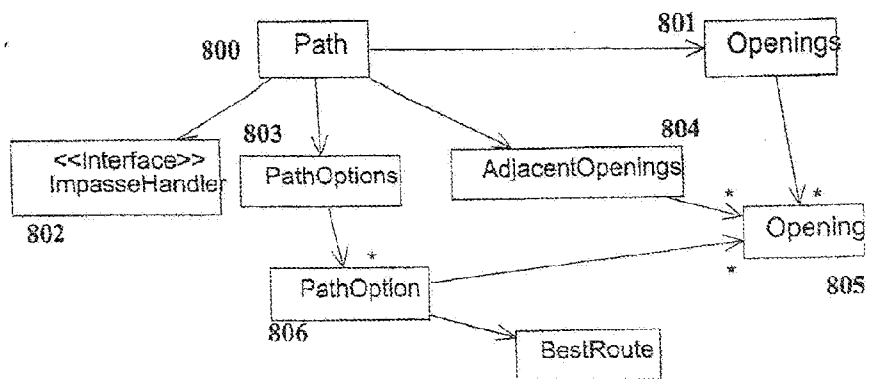 800
Path
801
Openings
<<Interface>>
ImpasseHandler
802
803
PathOptions
804
AdjacentOpenings
*
*
Opening
*
805
*
PathOption
806
BestRoute